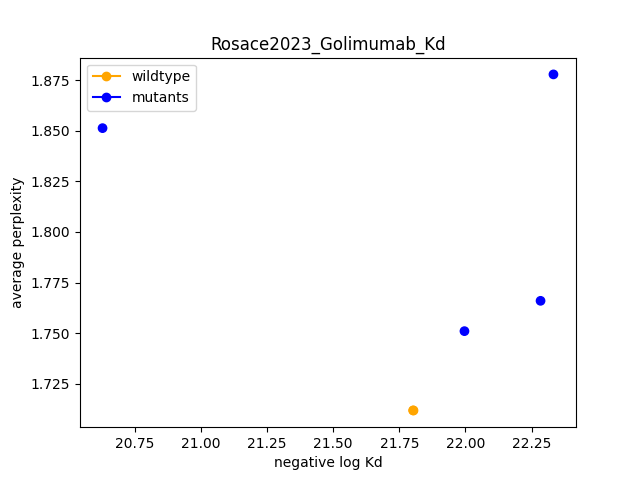 Rosace2023_Golimumab_Kd
wildtype
mutants
1.875
1.850
1.825
1.800
1.775
1.750
1.725
average perplexity
20.75 21.00 21.25 21.50 21.75 22.00 22.25
negative log Kd